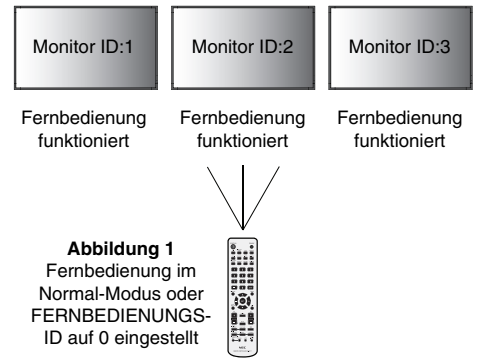 Monitor ID:1 Monitor ID:2 Monitor ID:3
Fernbedienung Fernbedienung Fernbedienung
funktioniert funktioniert funktioniert
Abbildung 1
Fernbedienung im
Normal-Modus oder
FERNBEDIENUNGS-
ID auf 0 eingestellt
NEC